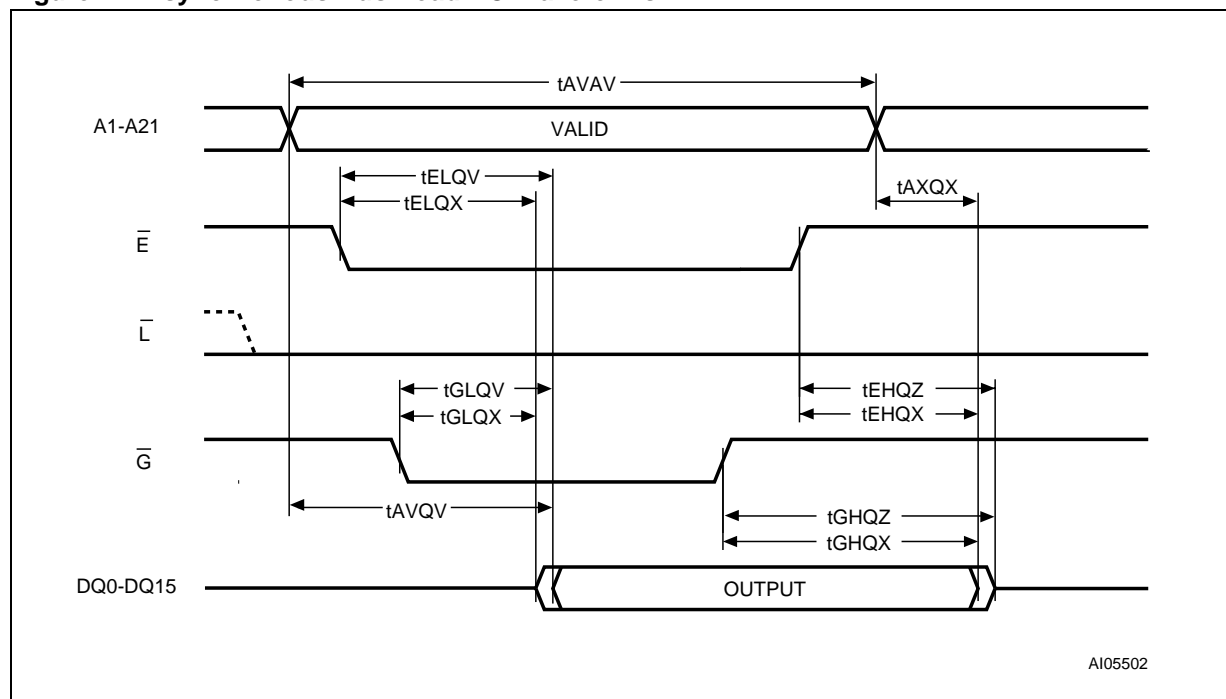 tAVAV
A1-A21
VALID
tELQV
tAXQX
tELQX
E̅
L̅
tGLQV
tEHQZ
tGLQX
tEHQX
G̅
tAVQV
tGHQZ
tGHQX
DQ0-DQ15
OUTPUT
AI05502